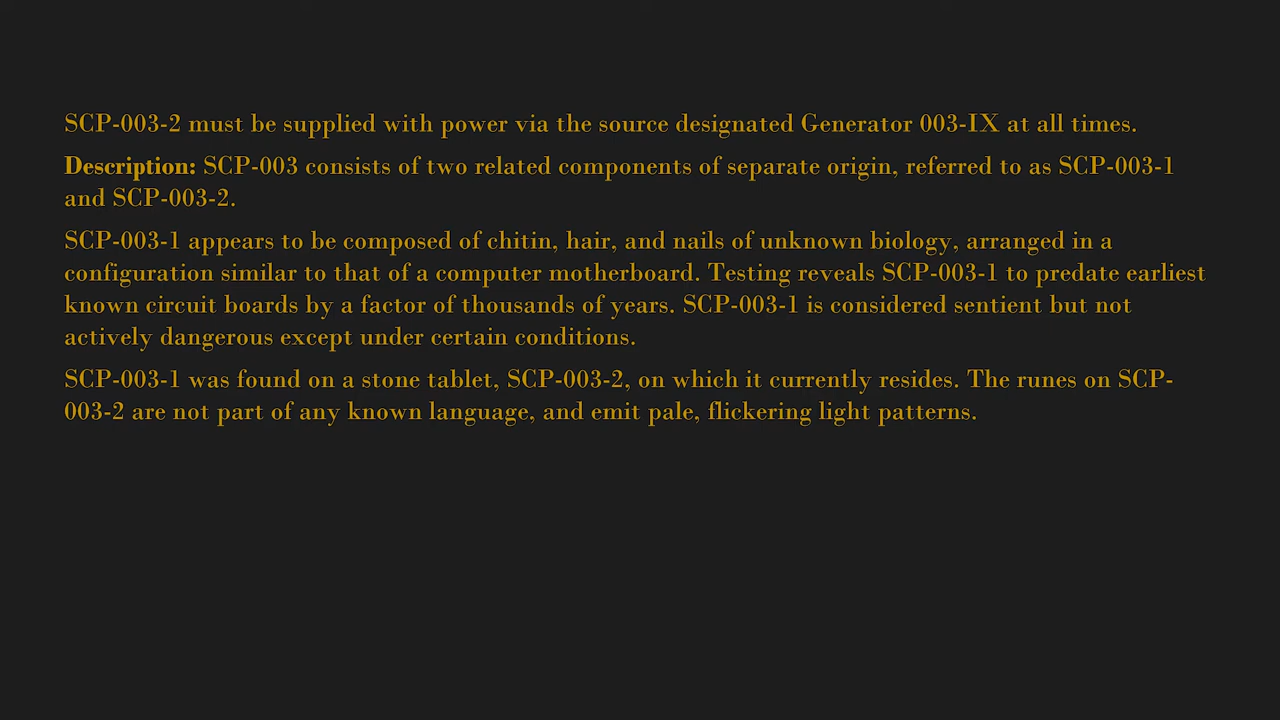 SCP-003-2 must be supplied with power via the source designated Generator 003-IX at all times.
Description: SCP-003 consists of two related components of separate origin, referred to as SCP-003-1
and SCP-003-2.
SCP-003-1 appears to be composed of chitin, hair, and nails of unknown biology, arranged in a
configuration similar to that of a computer motherboard. Testing reveals SCP-003-1 to predate earliest
known circuit boards by a factor of thousands of years. SCP-003-1 is considered sentient but not
actively dangerous except under certain conditions.
SCP-003-1 was found on a stone tablet, SCP-003-2, on which it currently resides. The runes on SCP-
003-2 are not part of any known language, and emit pale, flickering light patterns.